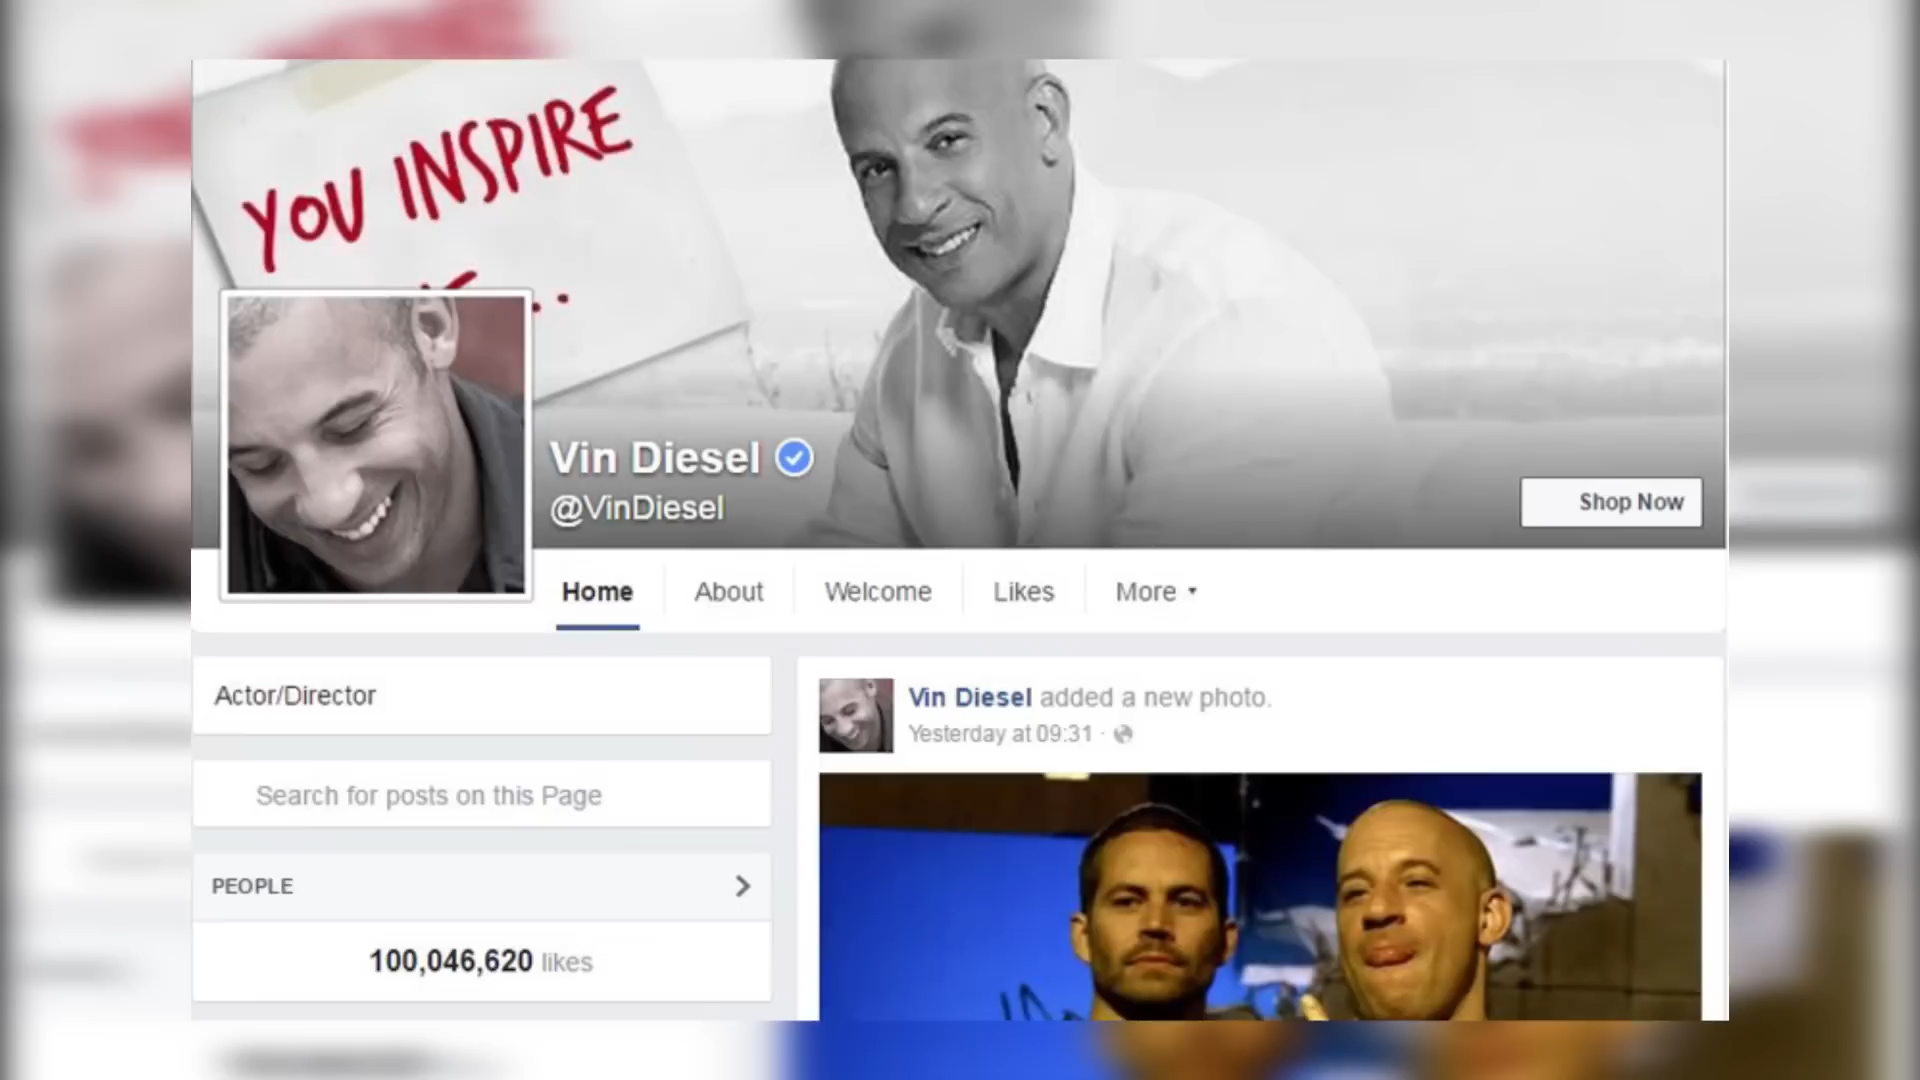 YOU INSPIRE
Vin Diesel
@VinDiesel
Shop Now
Home
About
Welcome
Likes
More
Actor/Director
Search for posts on this Page
PEOPLE
100,046,620 likes
Vin Diesel added a new photo.
Yesterday at 09:31 ·